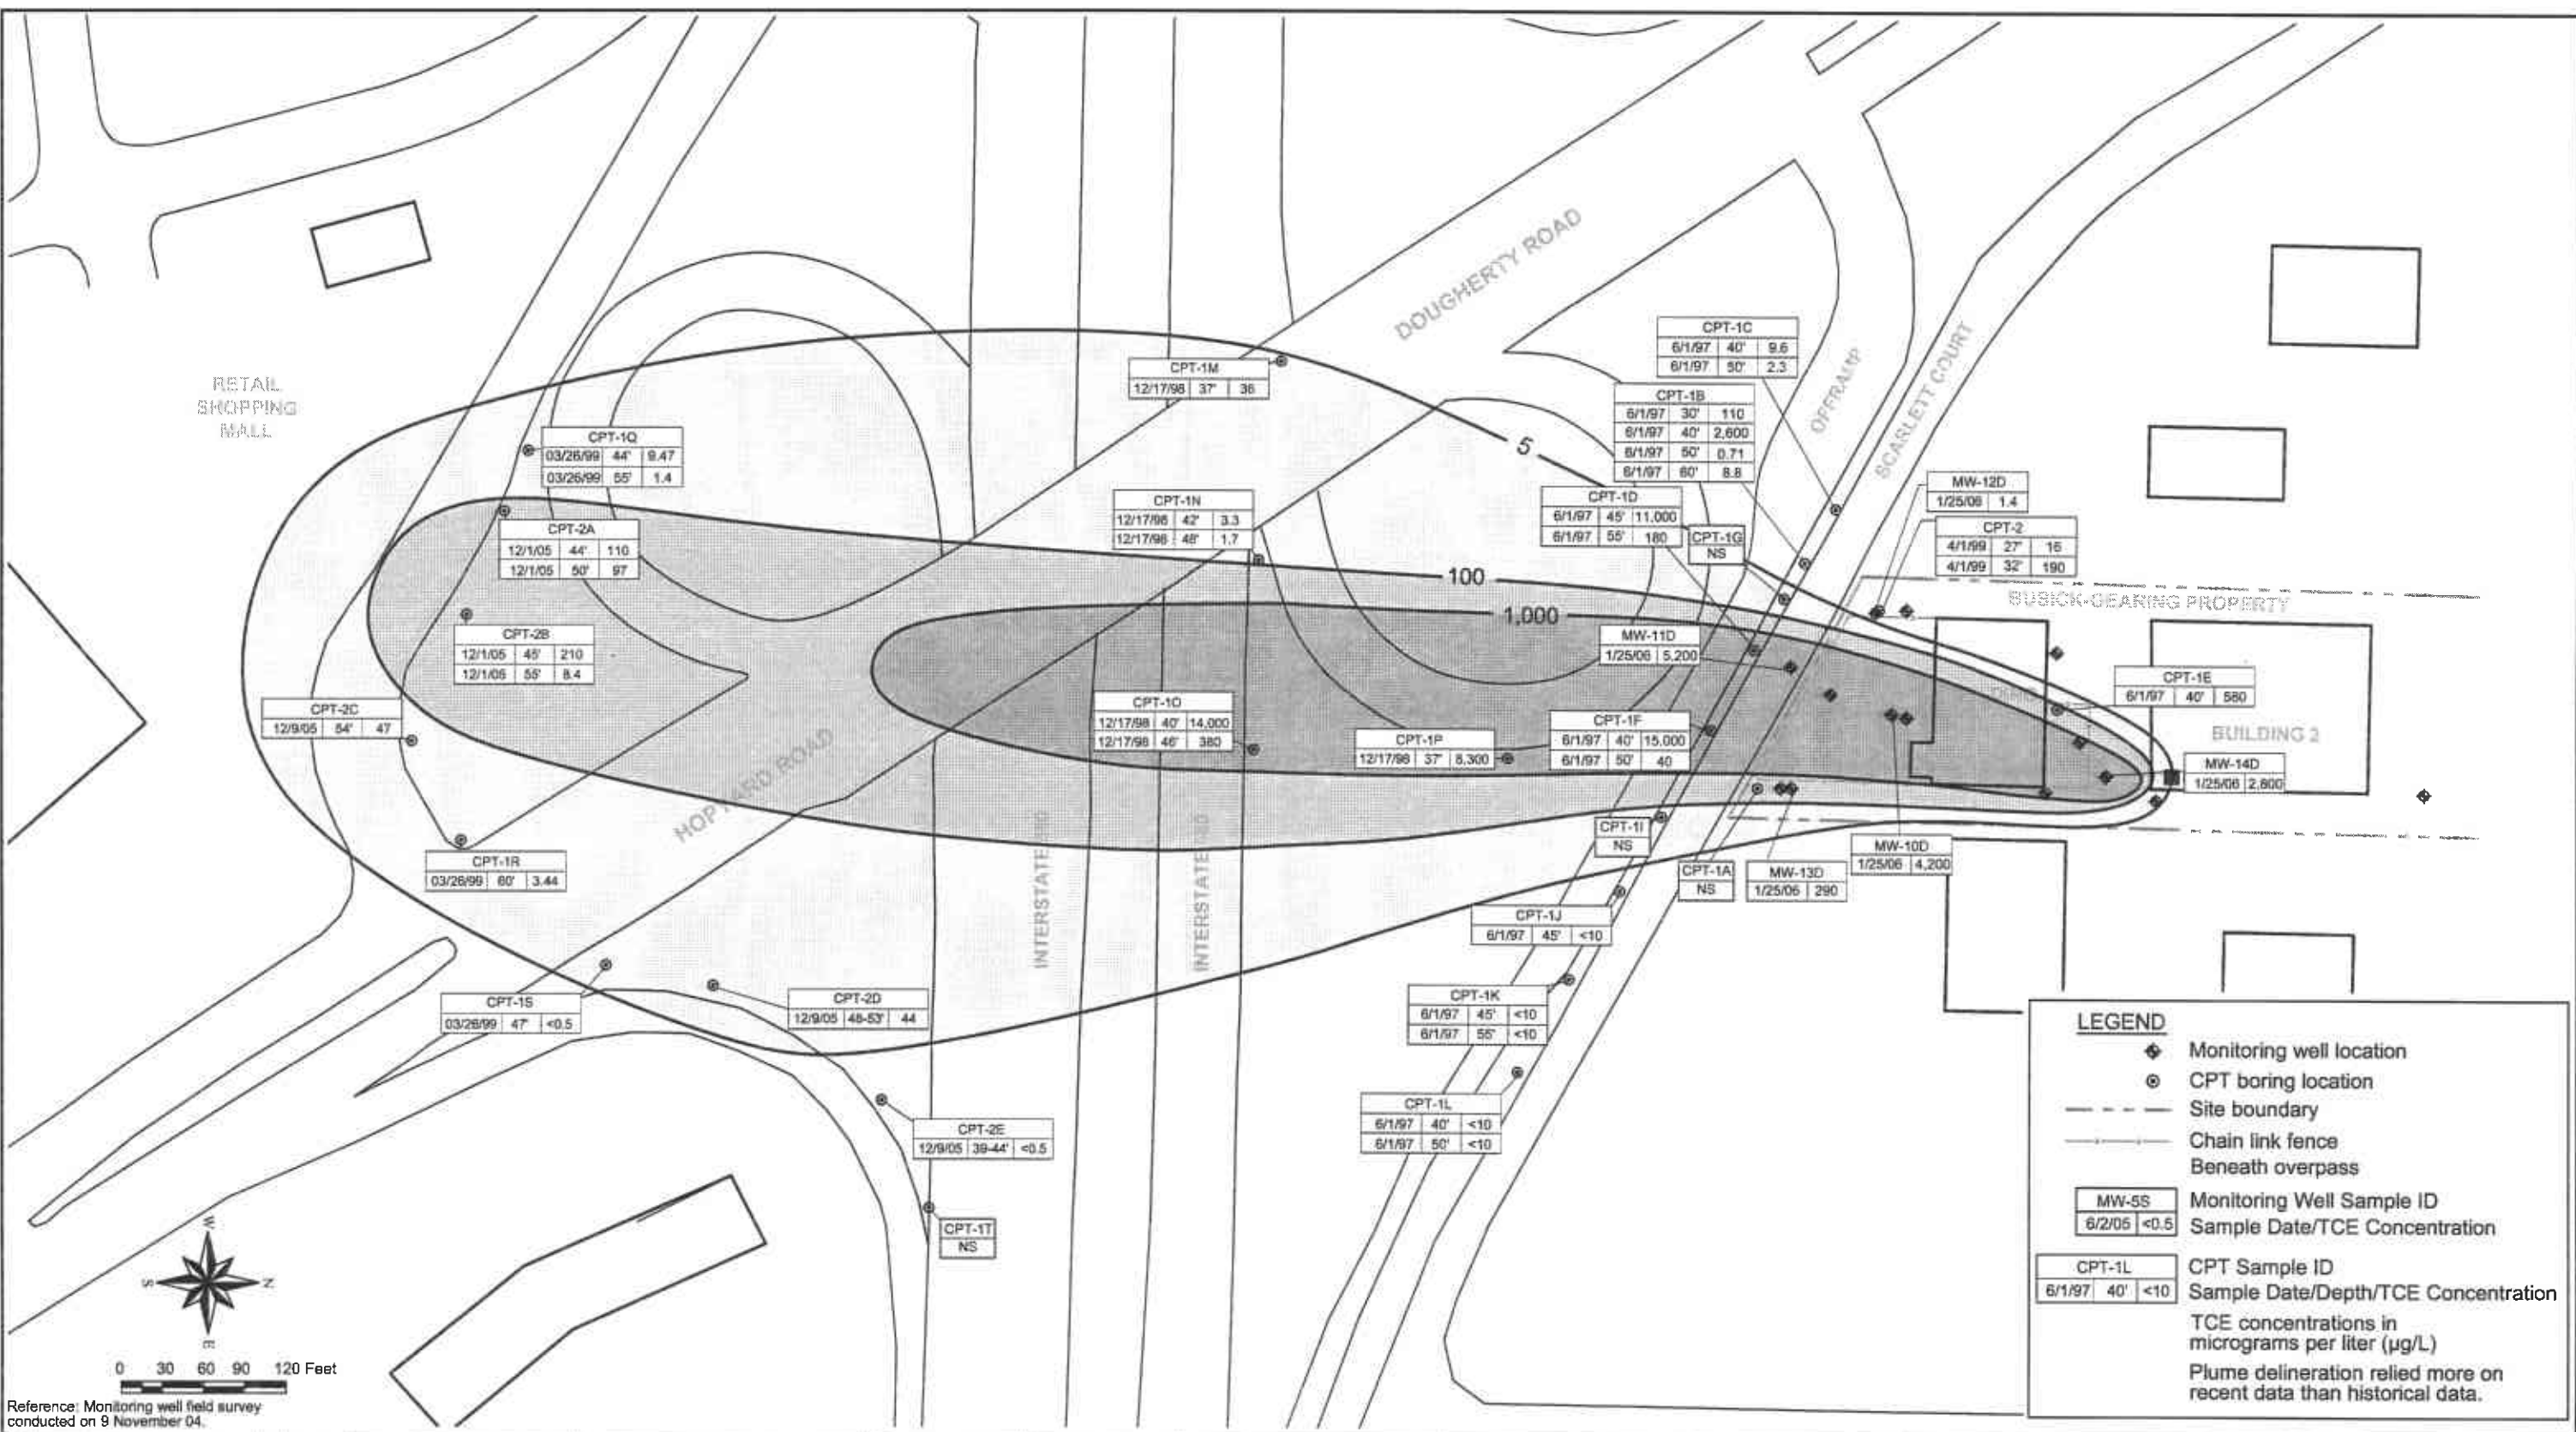 RETAIL
SHOPPING
MALL
DOUGHERTY ROAD
HOPYARD ROAD
OFFRAMP
SCARLETT COURT
BUSICK-GEARING PROPERTY
BUILDING 2
5
100
1,000
CPT-1C
6/1/97 40' 9.6
6/1/97 50' 2.3
CPT-1M
12/17/98 37' 36
CPT-1B
6/1/97 30' 110
6/1/97 40' 2,600
6/1/97 50' 0.71
6/1/97 60' 8.8
CPT-1Q
03/26/99 44' 9.47
03/26/99 55' 1.4
CPT-1N
12/17/98 42' 3.3
12/17/98 48' 1.7
CPT-1D
6/1/97 45' 11,000
6/1/97 55' 180
CPT-1G
NS
MW-12D
1/25/06 1.4
CPT-2
4/1/99 27' 16
4/1/99 32' 190
CPT-2A
12/1/05 44' 110
12/1/05 50' 97
CPT-2B
12/1/05 45' 210
12/1/05 55' 8.4
MW-11D
1/25/06 5,200
CPT-1E
6/1/97 40' 580
CPT-2C
12/9/05 54' 47
CPT-1O
12/17/98 40' 14,000
12/17/98 46' 380
CPT-1P
12/17/98 37'
CPT-1F
6/1/97 40' 15,000
6/1/97 50' 40
MW-14D
1/25/06 2,800
CPT-1R
03/26/99 60' 3.44
CPT-1I
NS
CPT-1A
NS
MW-13D
1/25/06 290
MW-10D
1/25/06 4,200
CPT-1J
6/1/97 45' <10
INTERSTATE
INTERSTATE
CPT-1S
03/26/99 47' <0.5
CPT-2D
12/9/05 48-53' 44
CPT-1K
6/1/97 45' <10
6/1/97 55' <10
CPT-1L
6/1/97 40' <10
6/1/97 50' <10
CPT-2E
12/9/05 39-44' <0.5
CPT-1T
NS
W
S
N
E
0 30 60 90 120 Feet
Reference: Monitoring well field survey
conducted on 9 November 04.
LEGEND
Monitoring well location
CPT boring location
Site boundary
Chain link fence
Beneath overpass
MW-5S
6/2/05 <0.5
Monitoring Well Sample ID
Sample Date/TCE Concentration
CPT-1L
6/1/97 40' <10
CPT Sample ID
Sample Date/Depth/TCE Concentration
TCE concentrations in
micrograms per liter (µg/L)
Plume delineration relied more on
recent data than historical data.